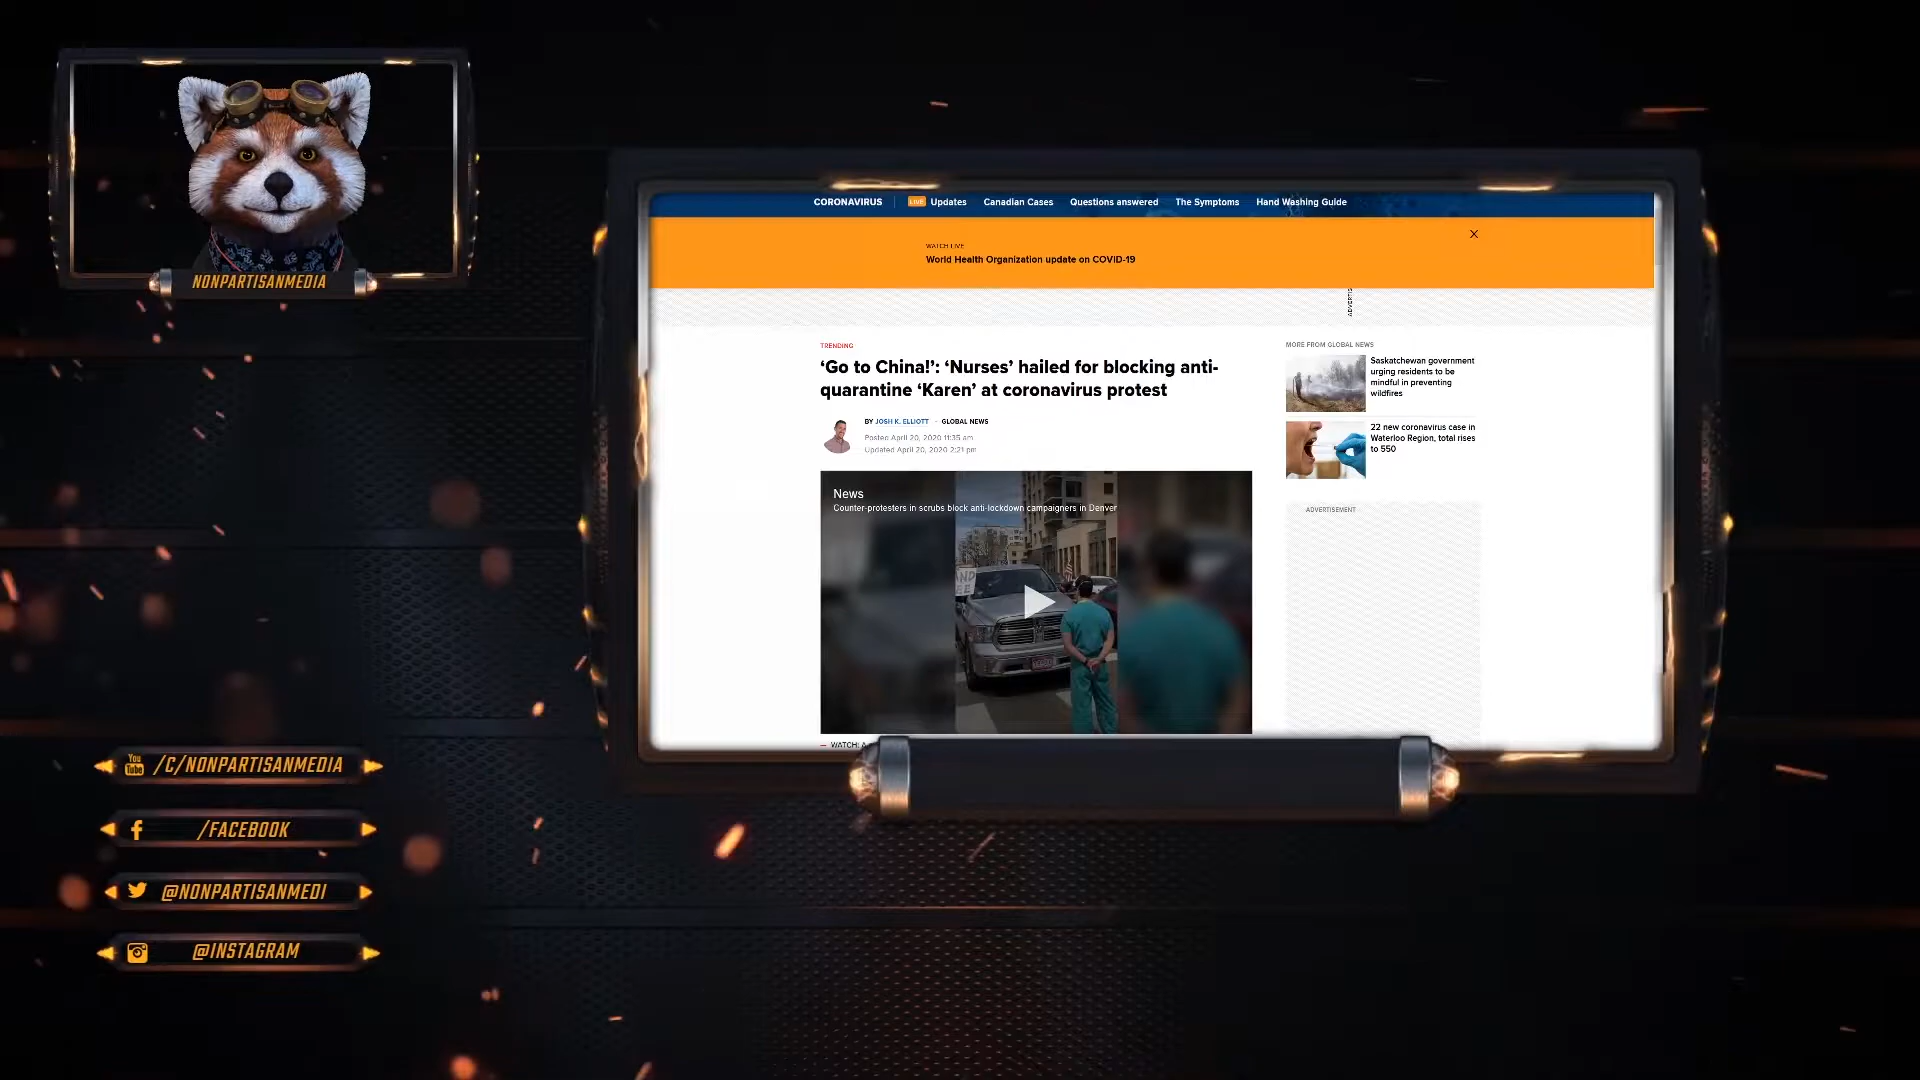 NONPARTISANMEDIA
CORONAVIRUS LIVE Updates Canadian Cases Questions answered The Symptoms Hand Washing Guide
WATCH LIVE
World Health Organization update on COVID-19
TRENDING
‘Go to China!’: ‘Nurses’ hailed for blocking anti-
quarantine ‘Karen’ at coronavirus protest
BY JOSH K. ELLIOTT - GLOBAL NEWS
Posted April 20, 2020 11:35 am
Updated April 20, 2020 2:21 pm
News
Counter-protesters in scrubs block anti-lockdown campaigners in Denver
WATCH: A
MORE FROM GLOBAL NEWS
Saskatchewan government
urging residents to be
mindful in preventing
wildfires
22 new coronavirus case in
Waterloo Region, total rises
to 550
ADVERTISEMENT
ADVERTIS
You Tube /C/NONPARTISANMEDIA
/FACEBOOK
@NONPARTISANMEDI
@INSTAGRAM